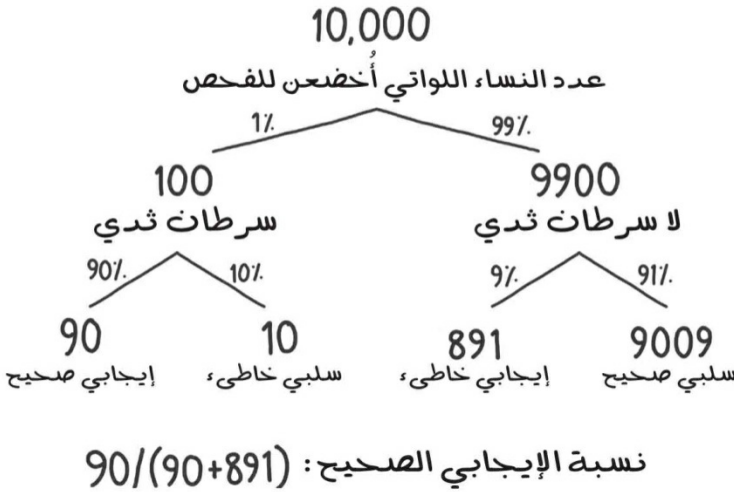 10,000
عدد النساء اللواتي أُخضعن للفحص
1% 99%
100 9900
سرطان ثدي لا سرطان ثدي
90% 10% 9% 91%
90 10 891 9009
إيجابي صحيح سلبي خاطىء إيجابي خاطىء سلبي صحيح
نسبة الإيجابي الصحيح: 90/(90+891)